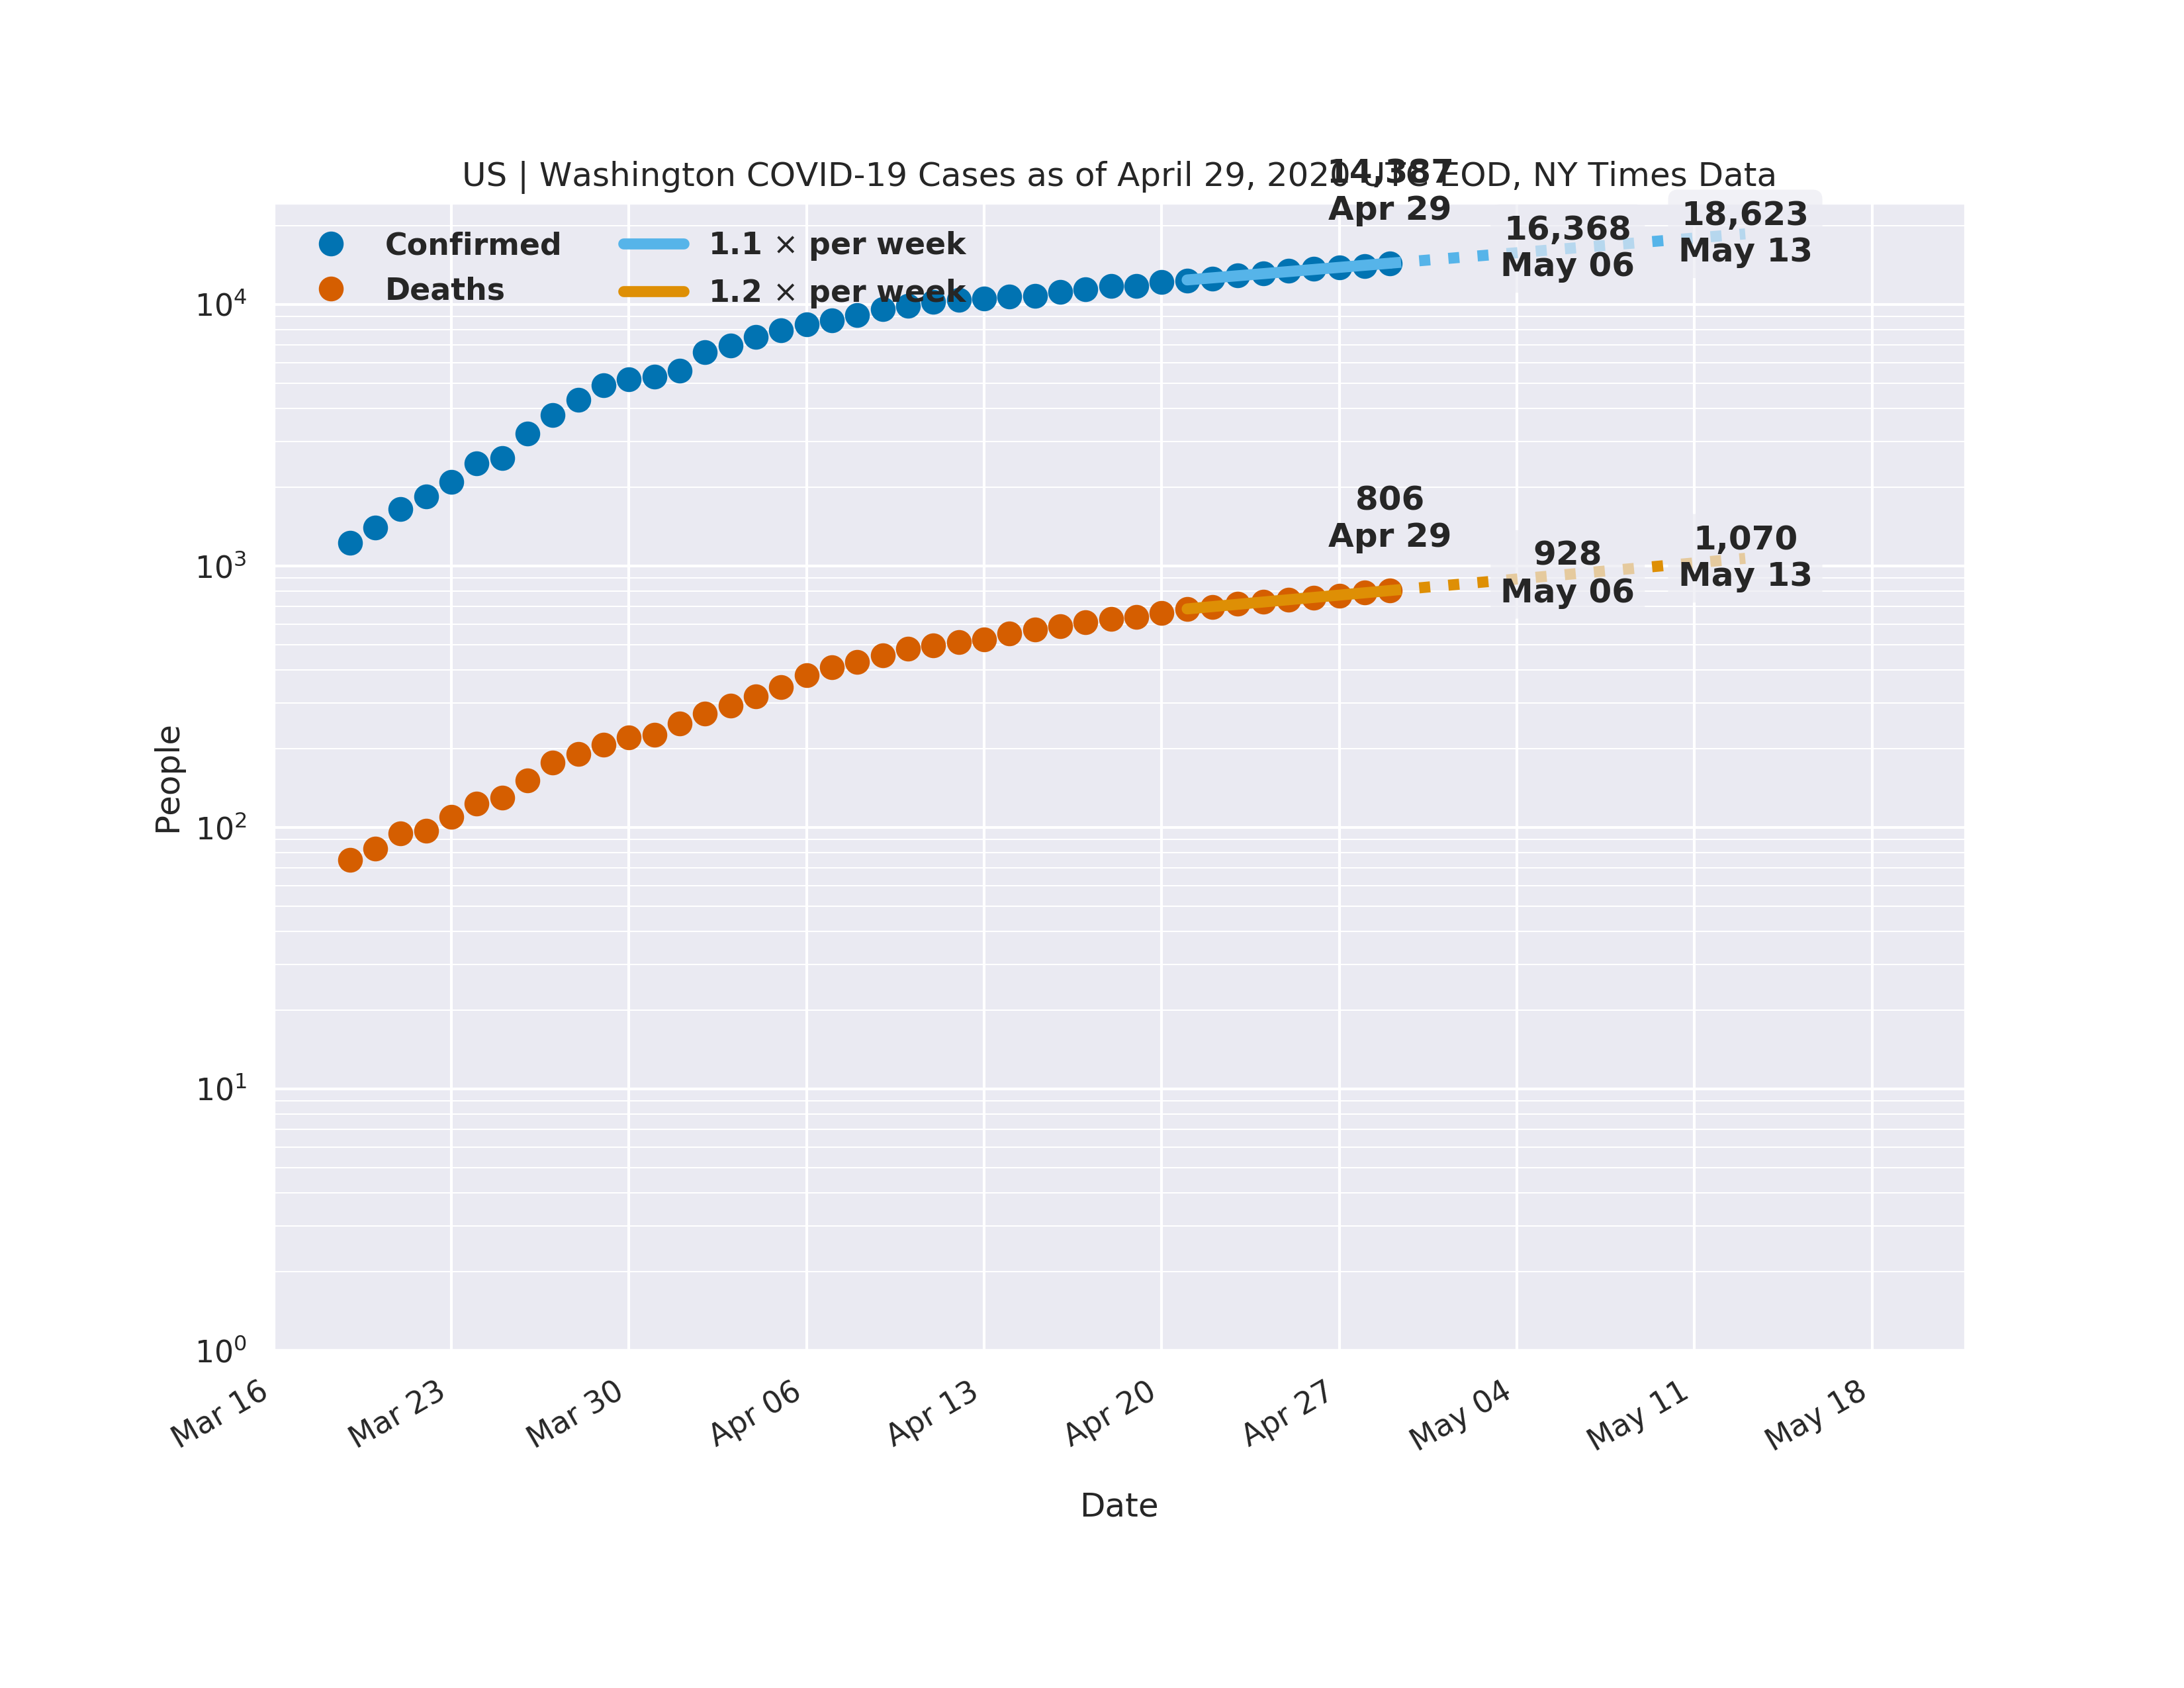 US | Washington COVID-19 Cases as of April 29, 2020 UTC EOD, NY Times Data
14,387
Apr 29
16,368
May 06
18,623
May 13
Confirmed
Deaths
1.1 × per week
1.2 × per week
806
Apr 29
928
May 06
1,070
May 13
People
10⁴
10³
10²
10¹
10⁰
Mar 16
Mar 23
Mar 30
Apr 06
Apr 13
Apr 20
Apr 27
May 04
May 11
May 18
Date